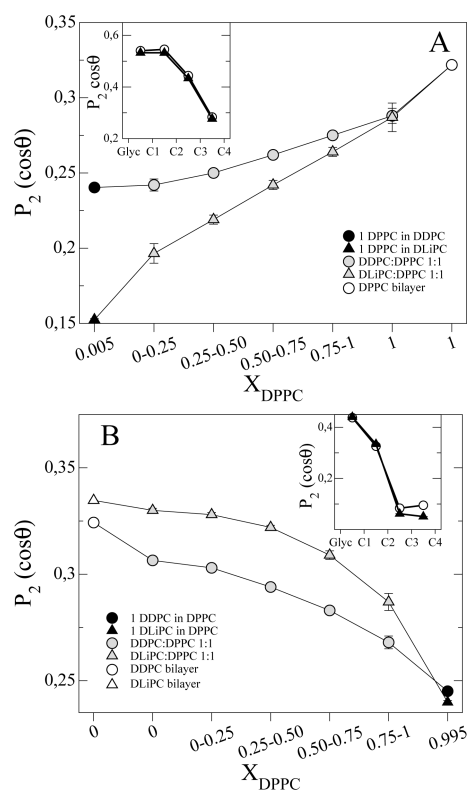 0,35
0,3
0,25
0,2
0,15
P₂ (cosθ)
0,6
0,4
0,2
P₂ cosθ
Glyc C1 C2 C3 C4
A
1 DPPC in DDPC
1 DPPC in DLiPC
DDPC:DPPC 1:1
DLiPC:DPPC 1:1
DPPC bilayer
0.005 0-0.25 0.25-0.50 0.50-0.75 0.75-1 1 1
X_DPPC
B
0,35
0,3
0,25
P₂ (cosθ)
0,4
0,2
P₂ (cosθ)
Glyc C1 C2 C3 C4
1 DDPC in DPPC
1 DLiPC in DPPC
DDPC:DPPC 1:1
DLiPC:DPPC 1:1
DDPC bilayer
DLiPC bilayer
0 0 0-0.25 0.25-0.50 0.50-0.75 0.75-1 0.995
X_DPPC